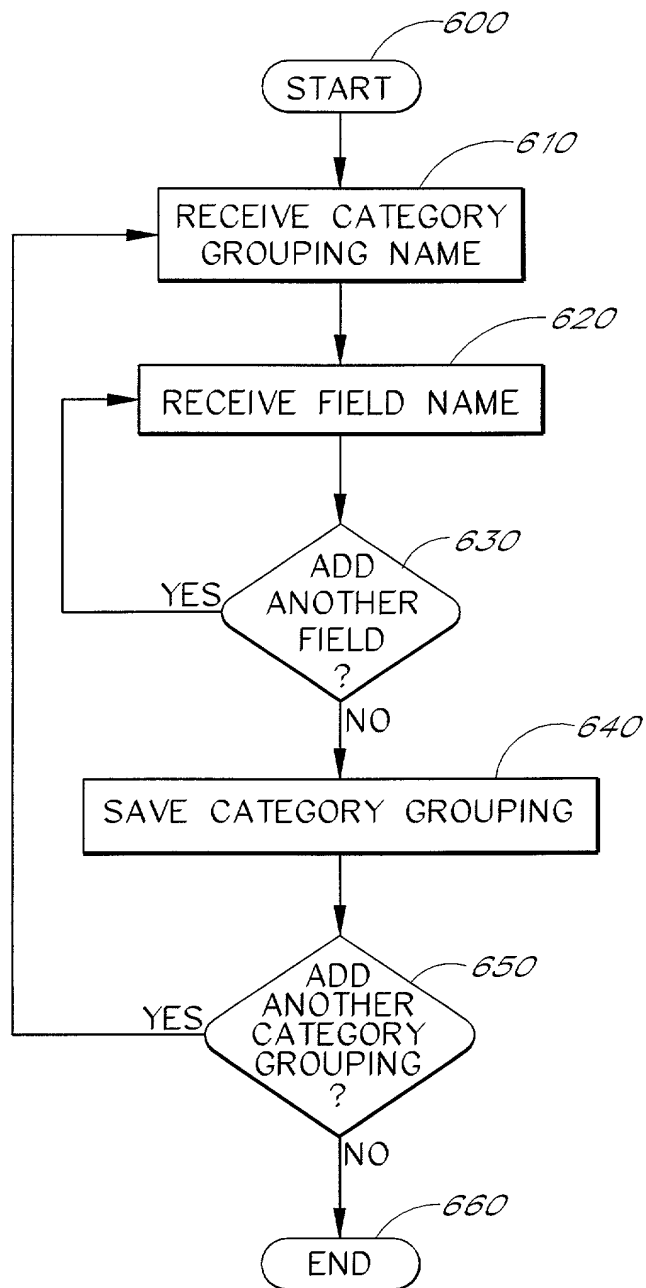 600
START
610
RECEIVE CATEGORY
GROUPING NAME
620
RECEIVE FIELD NAME
630
ADD
ANOTHER
FIELD
?
YES
NO
640
SAVE CATEGORY GROUPING
650
ADD
ANOTHER
CATEGORY
GROUPING
?
YES
NO
660
END